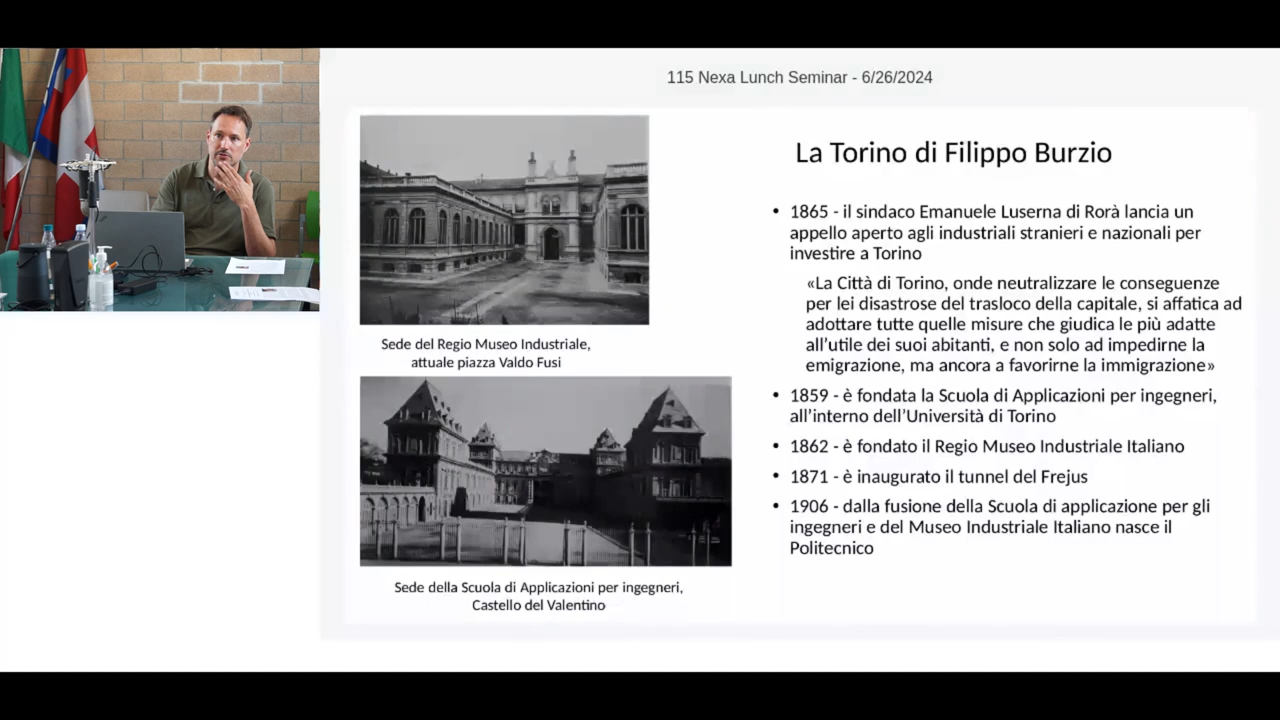 115 Nexa Lunch Seminar - 6/26/2024
La Torino di Filippo Burzio
• 1865 - il sindaco Emanuele Luserna di Rorà lancia un
appello aperto agli industriali stranieri e nazionali per
investire a Torino
«La Città di Torino, onde neutralizzare le conseguenze
per lei disastrose del trasloco della capitale, si affatica ad
adottare tutte quelle misure che giudica le più adatte
all’utile dei suoi abitanti, e non solo ad impedirne la
emigrazione, ma ancora a favorirne la immigrazione»
• 1859 - è fondata la Scuola di Applicazioni per ingegneri,
all’interno dell’Università di Torino
• 1862 - è fondato il Regio Museo Industriale Italiano
• 1871 - è inaugurato il tunnel del Frejus
• 1906 - dalla fusione della Scuola di applicazione per gli
ingegneri e del Museo Industriale Italiano nasce il
Politecnico
Sede del Regio Museo Industriale,
attuale piazza Valdo Fusi
Sede della Scuola di Applicazioni per ingegneri,
Castello del Valentino